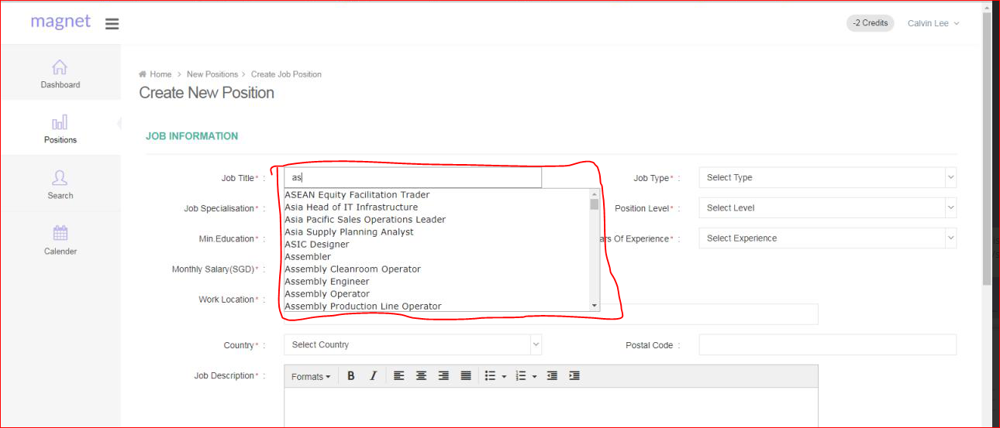 magnet
-2 Credits
Calvin Lee
Dashboard
Positions
Search
Calender
Home > New Positions > Create Job Position
Create New Position
JOB INFORMATION
Job Title* : as
Job Type* : Select Type
ASEAN Equity Facilitation Trader
Asia Head of IT Infrastructure
Asia Pacific Sales Operations Leader
Asia Supply Planning Analyst
ASIC Designer
Assembler
Assembly Cleanroom Operator
Assembly Engineer
Assembly Operator
Assembly Production Line Operator
Job Specialisation* :
Position Level* : Select Level
Min.Education* :
Of Experience* : Select Experience
Monthly Salary(SGD)* :
Work Location* :
Country* : Select Country
Postal Code :
Job Description* :
Formats B I